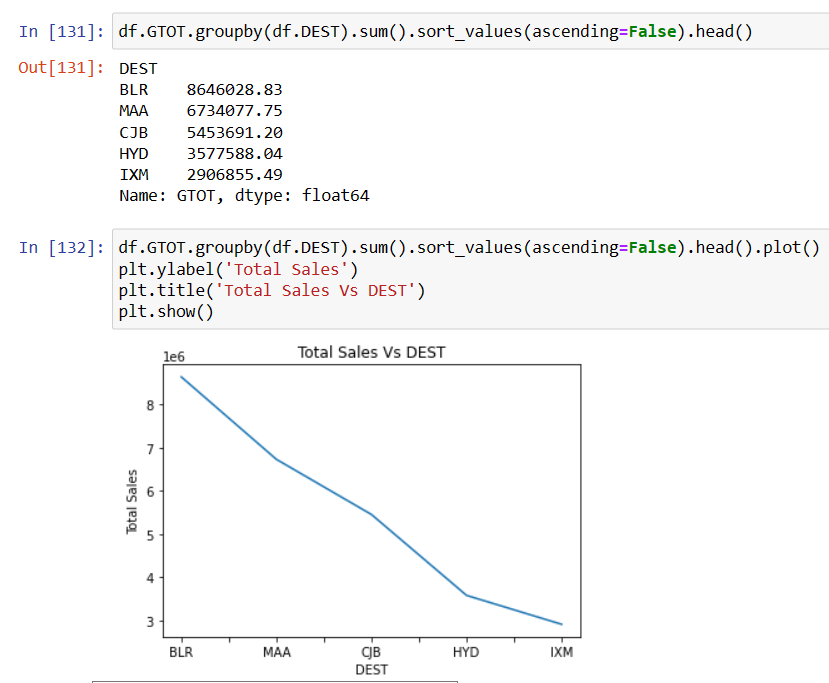 In [131]: df.GTOT.groupby(df.DEST).sum().sort_values(ascending=False).head()
Out[131]: DEST
BLR    8646028.83
MAA    6734077.75
CJB    5453691.20
HYD    3577588.04
IXM    2906855.49
Name: GTOT, dtype: float64
In [132]: df.GTOT.groupby(df.DEST).sum().sort_values(ascending=False).head().plot()
plt.ylabel('Total Sales')
plt.title('Total Sales Vs DEST')
plt.show()
Total Sales Vs DEST
1e6
8
7
6
5
4
3
Total Sales
BLR MAA CJB HYD IXM
DEST